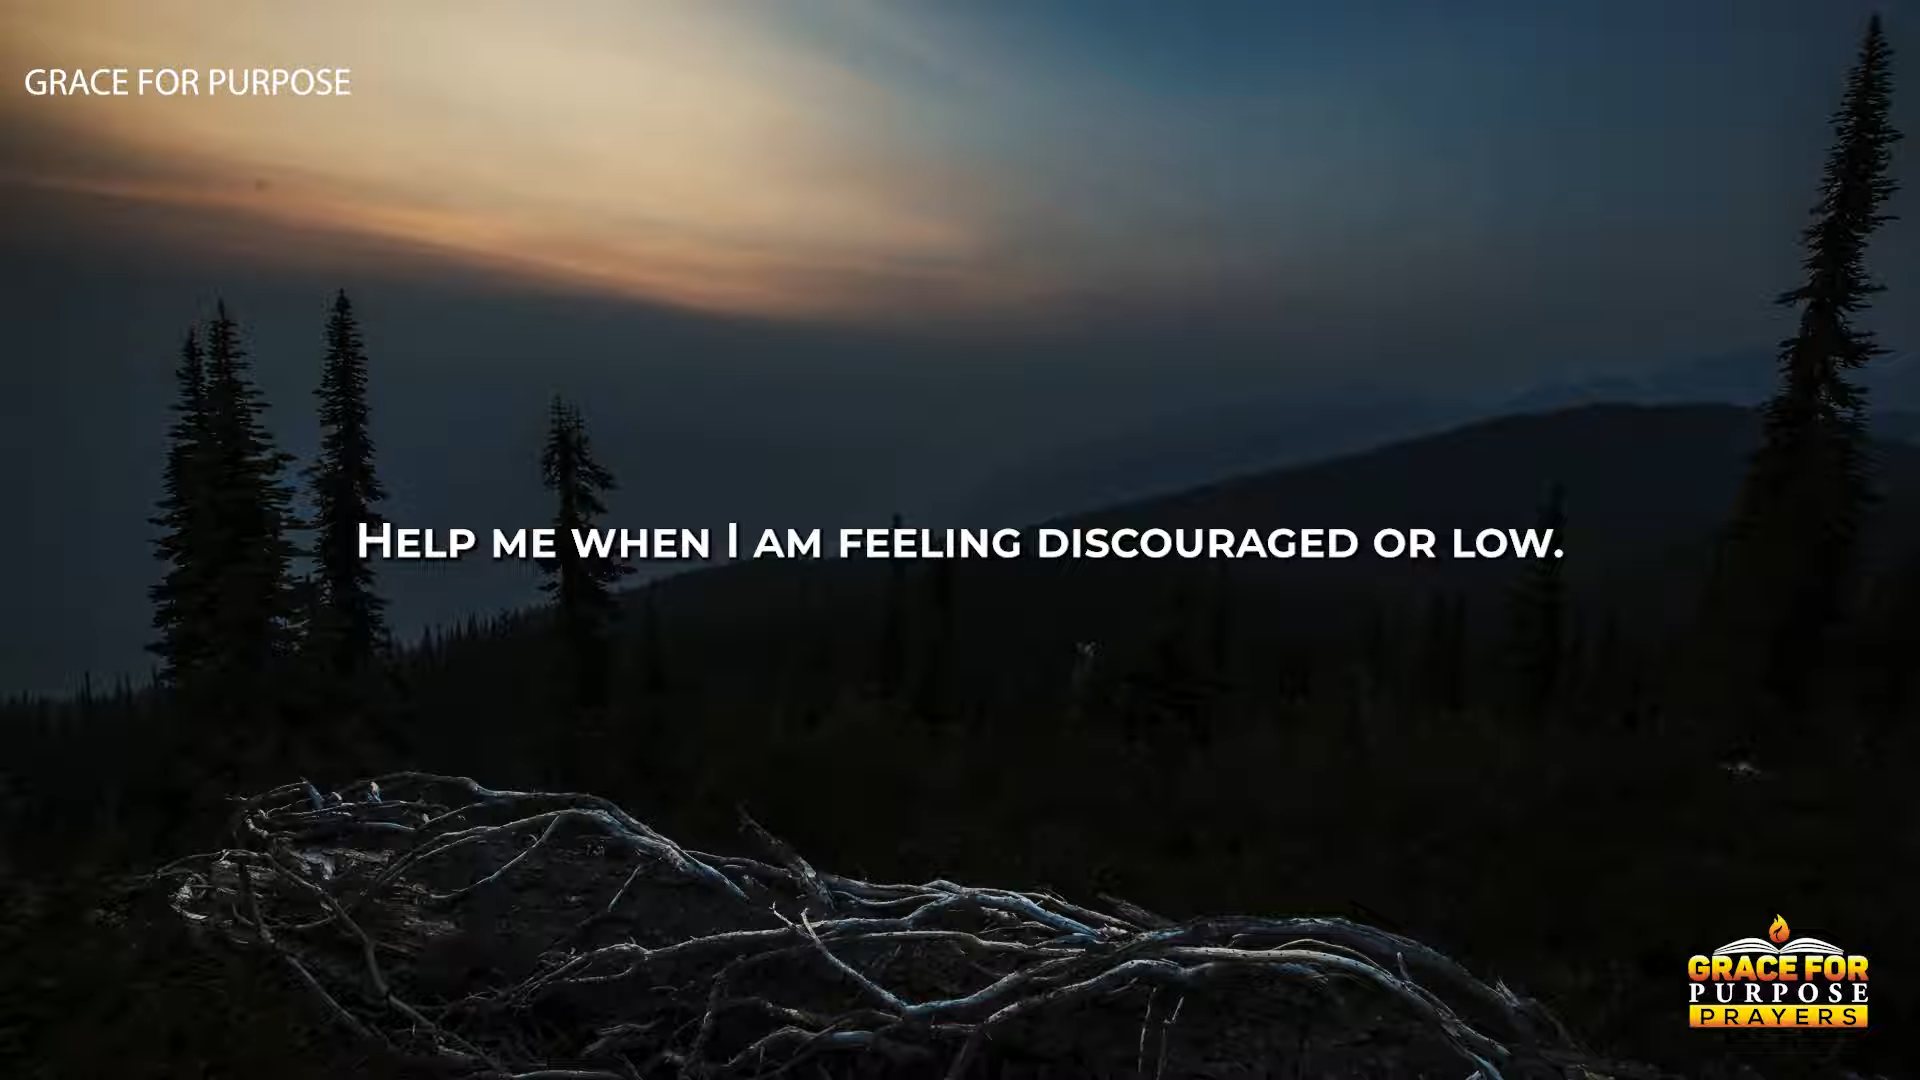 GRACE FOR PURPOSE
Help me when I am feeling discouraged or low.
GRACE FOR
PURPOSE
PRAYERS